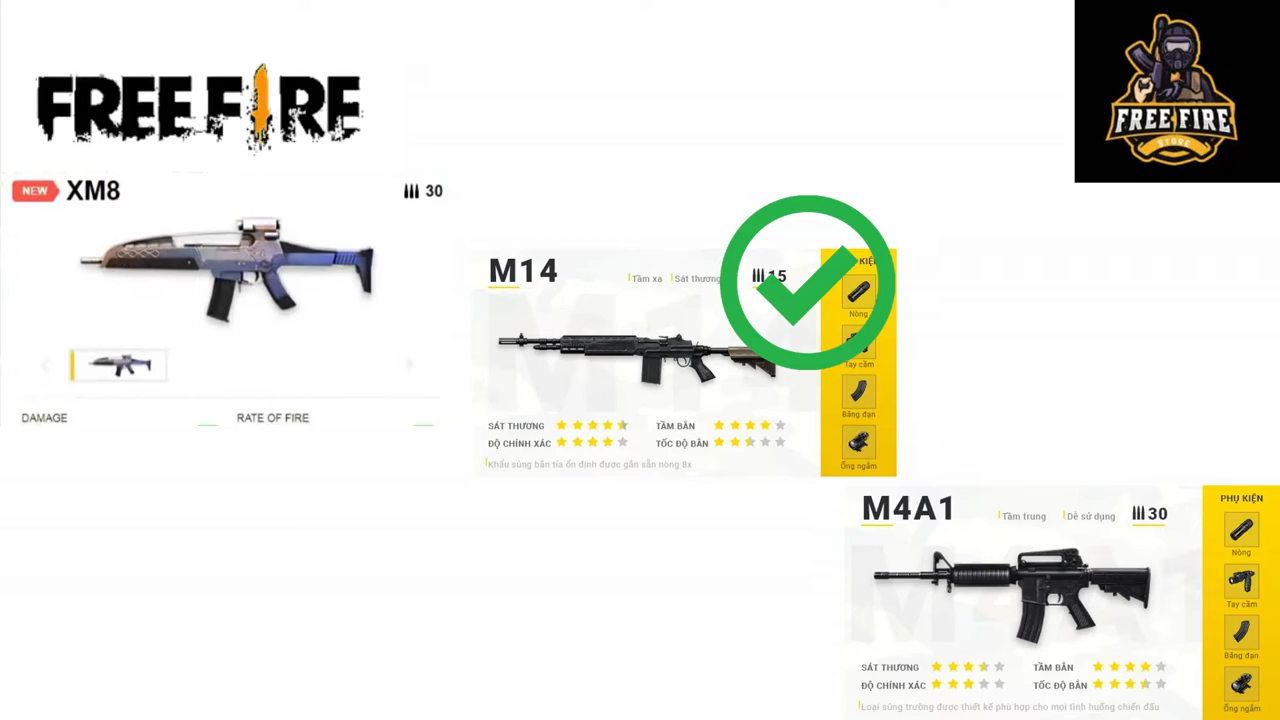 FREE FIRE
FREE FIRE
STOVE
NEW XM8 30
DAMAGE RATE OF FIRE
M14 Tầm xa Sát thương 15
KIỆ
Nòng
Tay cầm
Băng đạn
Ống ngắm
SÁT THƯƠNG TẦM BẮN
ĐỘ CHÍNH XÁC TỐC ĐỘ BẮN
Khẩu súng bắn tỉa ổn định được gắn sẵn nòng 8x
M4A1 Tầm trung Dễ sử dụng 30
PHỤ KIỆN
Nòng
Tay cầm
Băng đạn
Ống ngắm
SÁT THƯƠNG TẦM BẮN
ĐỘ CHÍNH XÁC TỐC ĐỘ BẮN
Loại súng trường được thiết kế phù hợp cho mọi tình huống chiến đấu